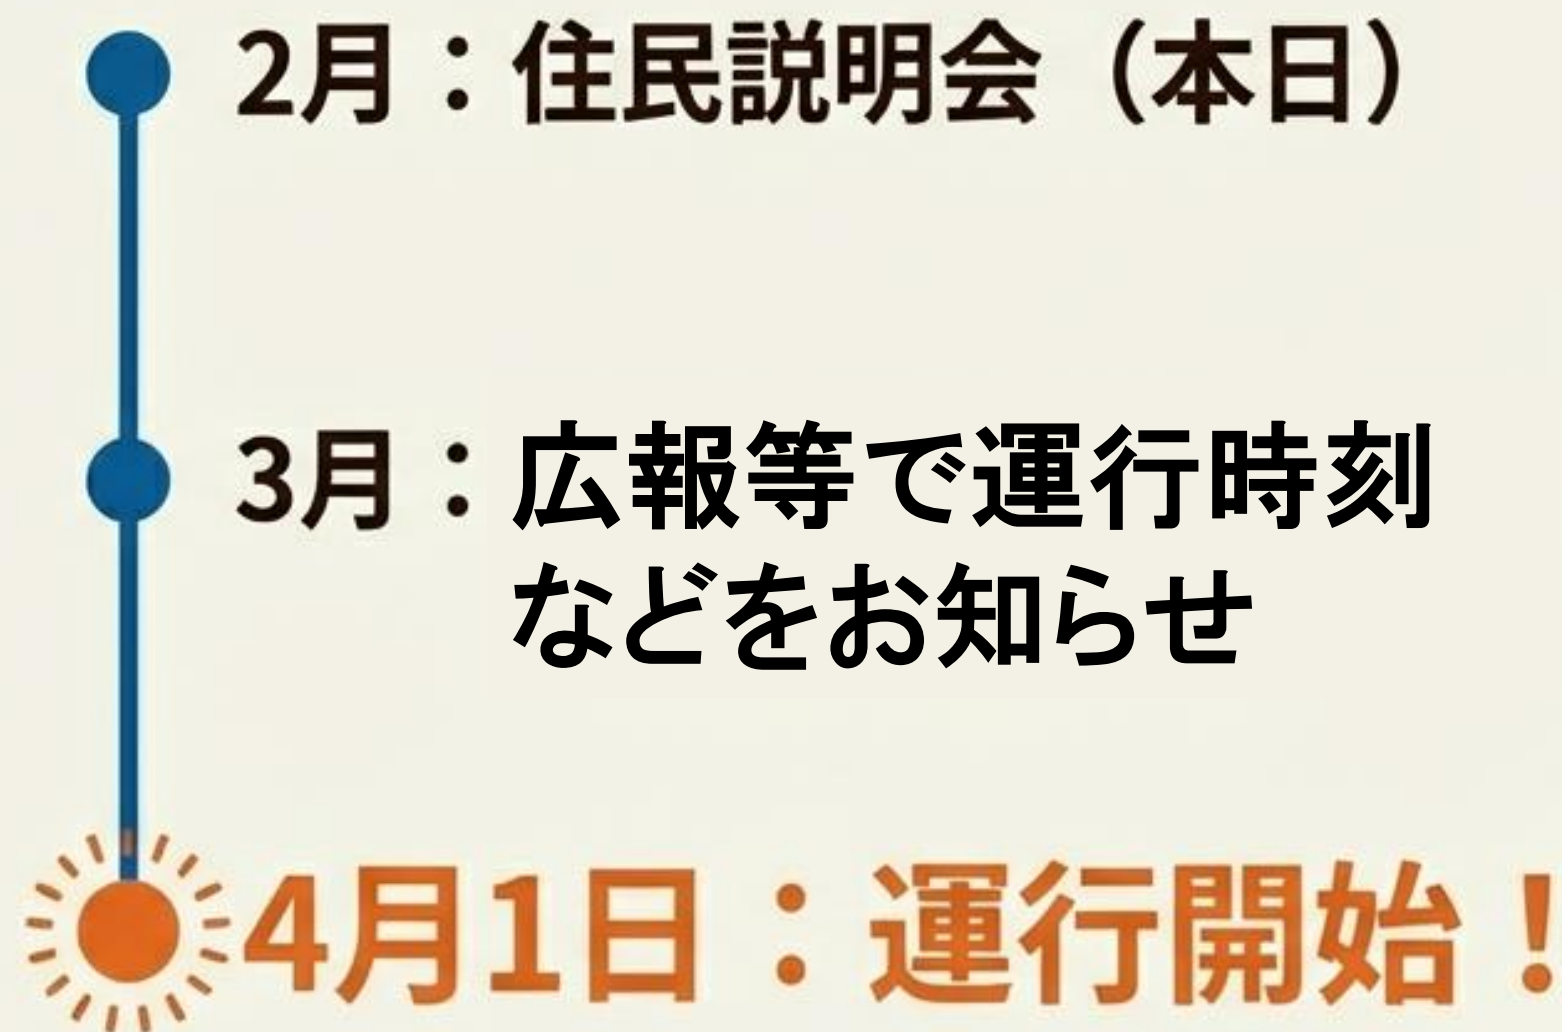 2月：住民説明会（本日）
3月：広報等で運行時刻
などをお知らせ
4月1日：運行開始！